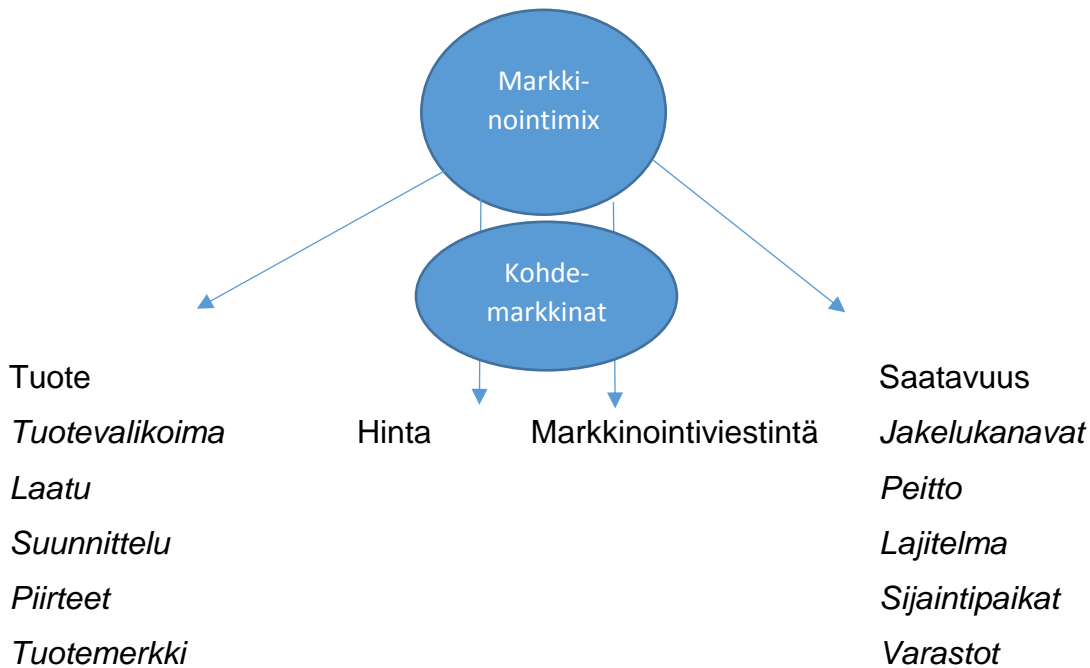 Markki-
nointimix
Kohde-
markkinat
Tuote Saatavuus
Tuotevalikoima Hinta Markkinointiviestintä Jakelukanavat
Laatu Peitto
Suunnittelu Lajitelma
Piirteet Sijaintipaikat
Tuotemerkki Varastot